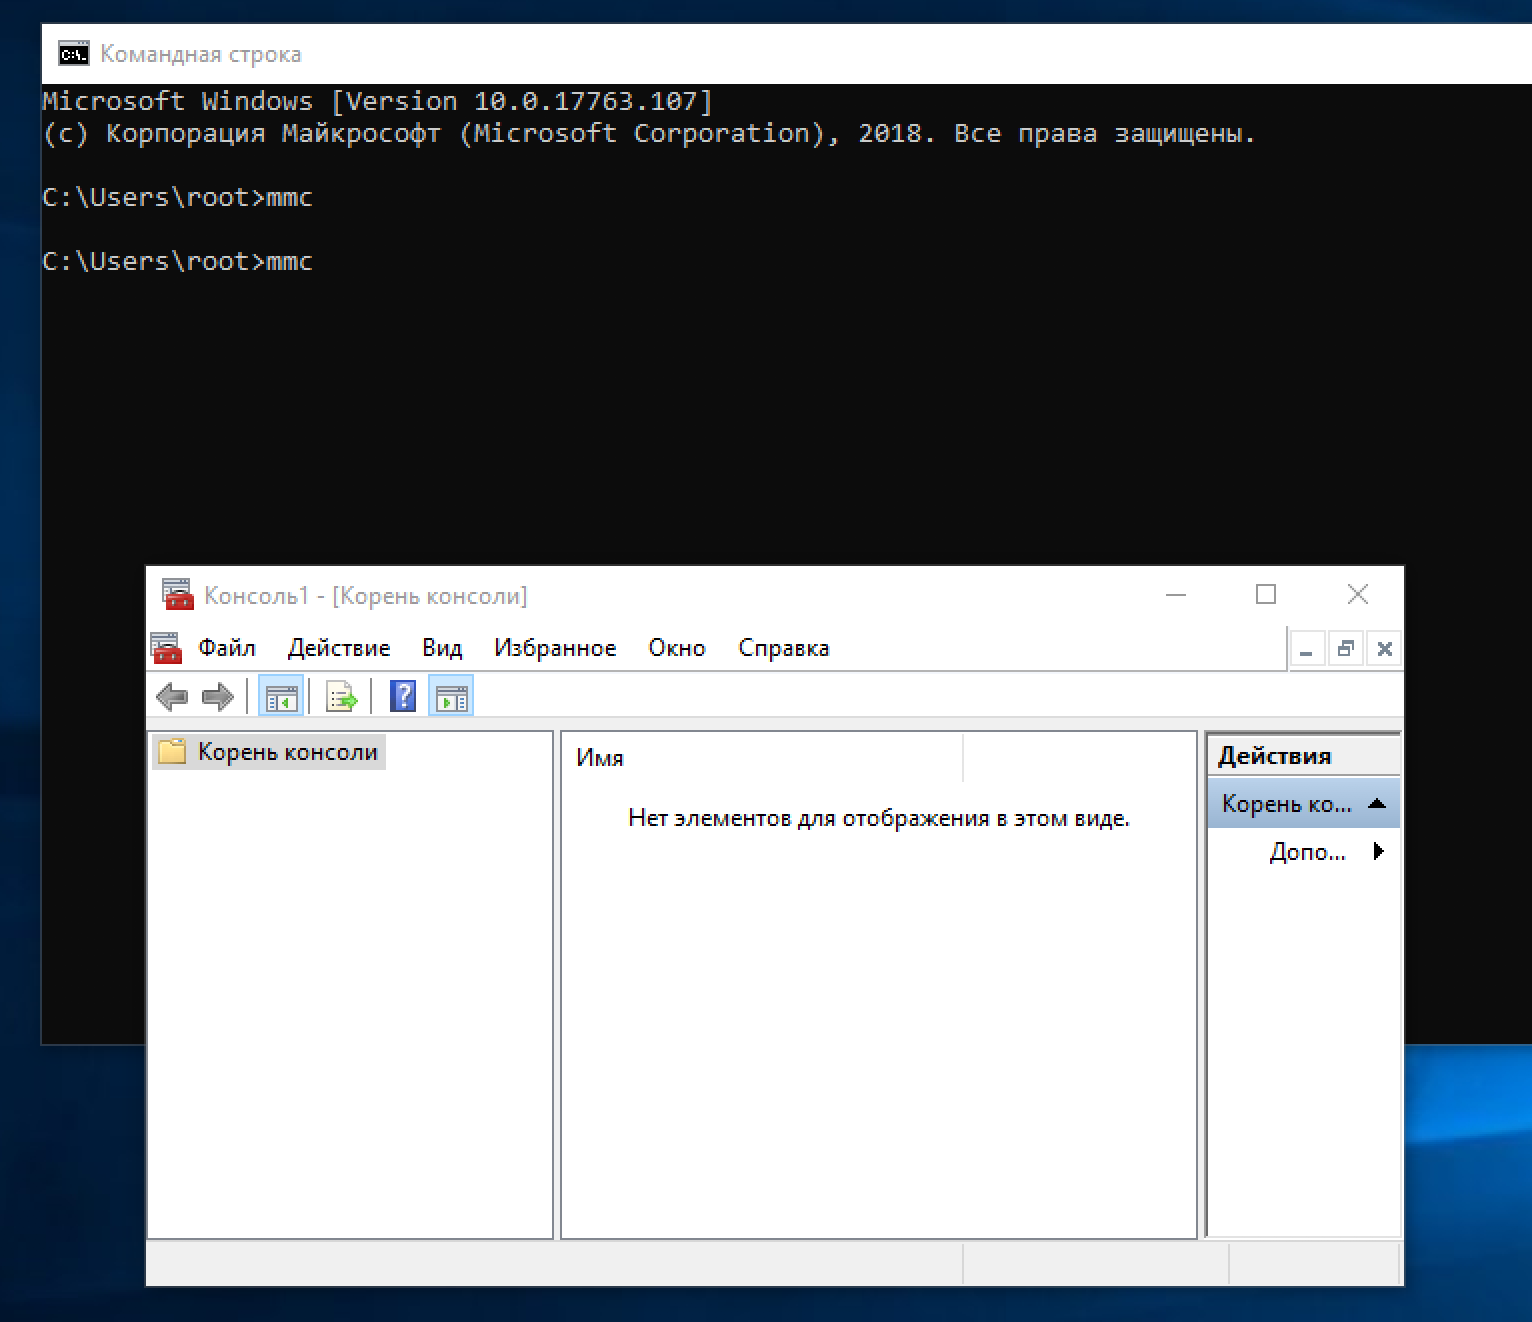 Командная строка
Microsoft Windows [Version 10.0.17763.107]
(c) Корпорация Майкрософт (Microsoft Corporation), 2018. Все права защищены.
C:\Users\root>mmc
C:\Users\root>mmc
Консоль1 - [Корень консоли]
Файл Действие Вид Избранное Окно Справка
Корень консоли
Имя
Нет элементов для отображения в этом виде.
Действия
Корень ко...
Допо...